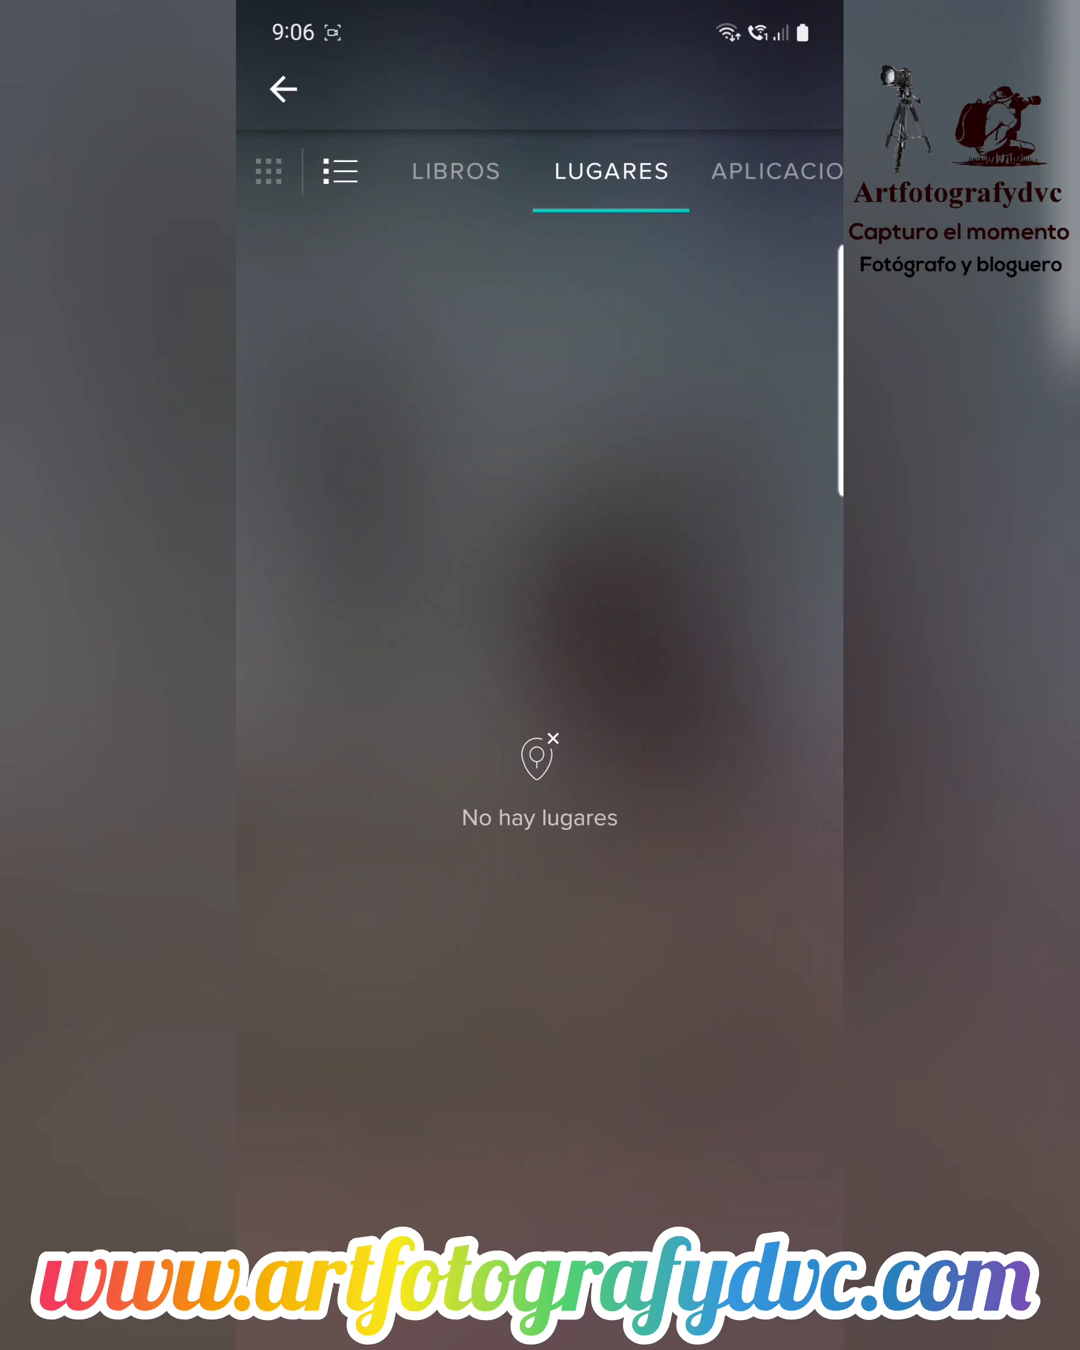 9:06
LIBROS LUGARES APLICACIO
Artfotografydvc
Capturo el momento
Fotógrafo y bloguero
No hay lugares
www.artfotografydvc.com